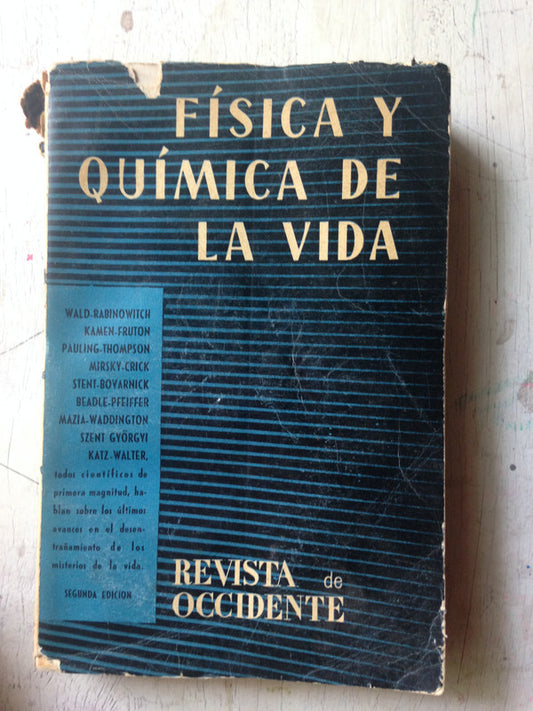 FÍSICA Y
QUÍMICA DE
LA VIDA
WALD-RABINOWITCH
KAMEN-FRUTON
PAULING-THOMPSON
MIRSKY-CRICK
STENT-BOVARNICK
BEADLE-PFEIFFER
MAZIA-WADDINGTON
SZENT GYÖRGYI
KATZ-WALTER,
todos científicos de
primera magnitud, ha-
blan sobre los últimos
avances en el desen-
trañamiento de los
misterios de la vida.
SEGUNDA EDICION
REVISTA de
OCCIDENTE